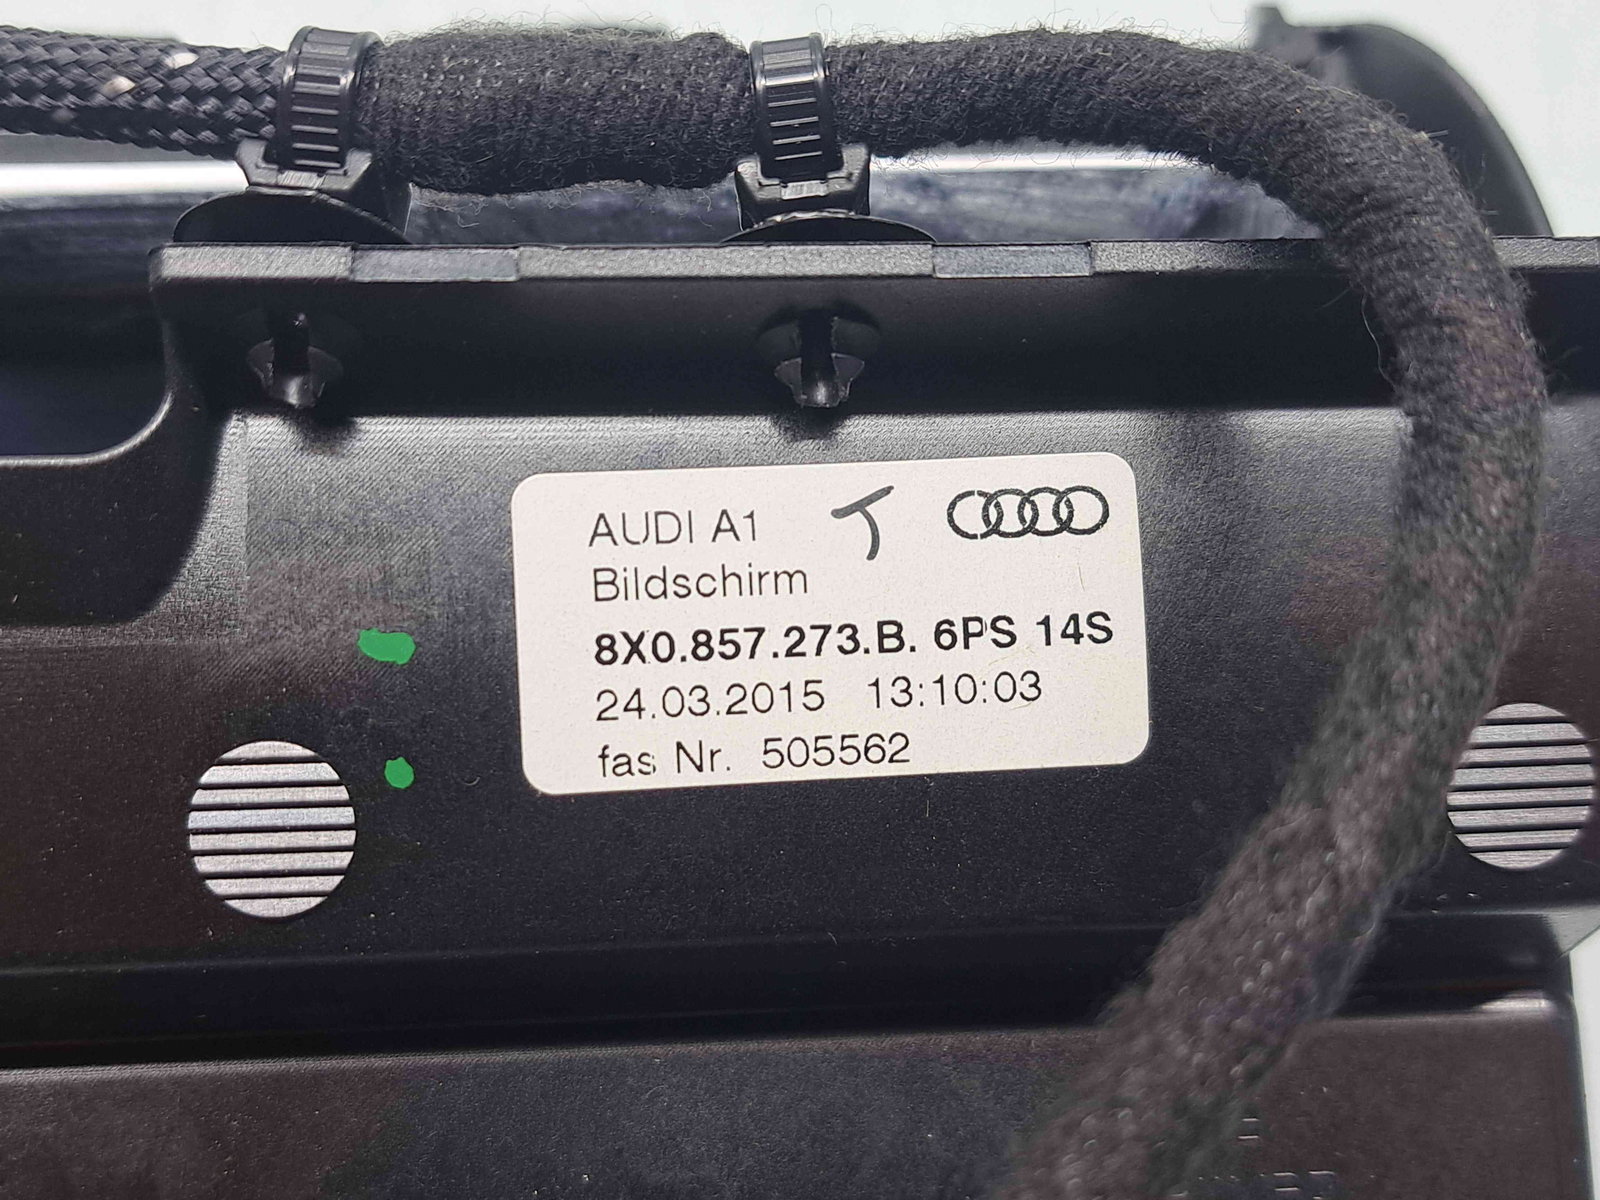 AUDI A1 T
Bildschirm
8X0.857.273.B. 6PS 14S
24.03.2015 13:10:03
fas Nr. 505562